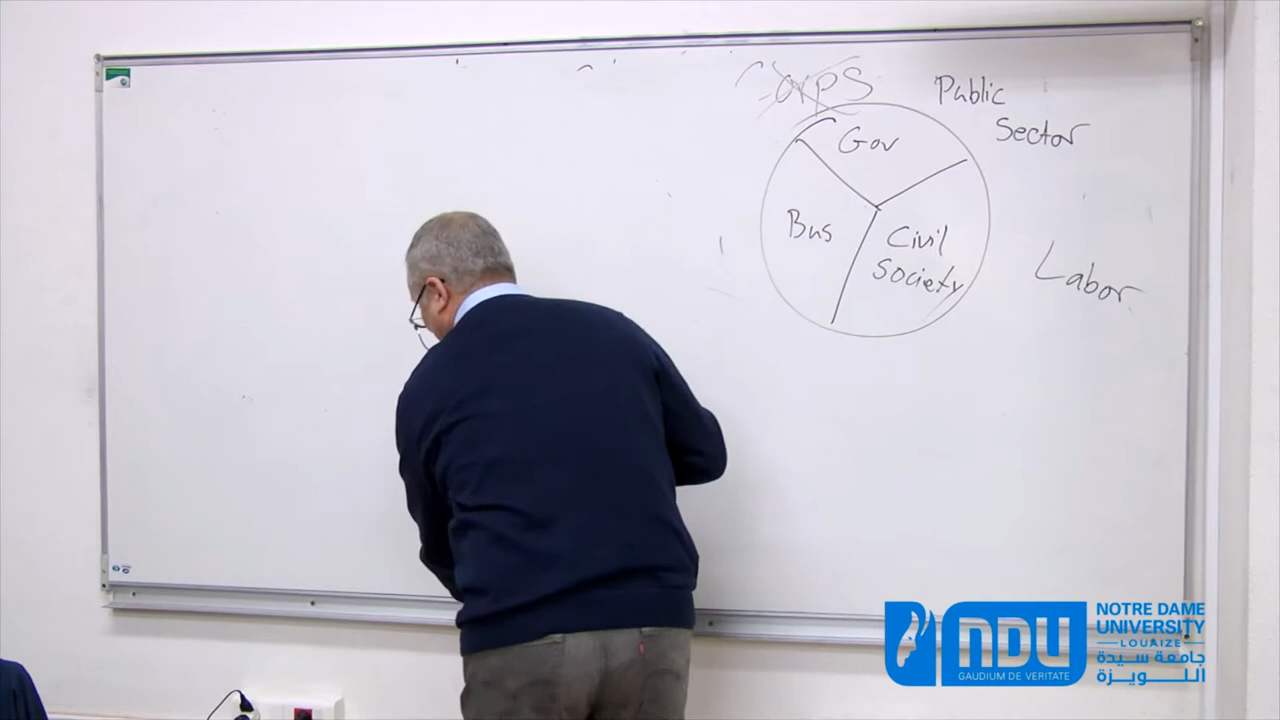 Corps
Public
Sector
Gov
Bus
Civil
Society
Labor
NDU
GAUDIUM DE VERITATE
NOTRE DAME
UNIVERSITY
LOUAIZE
جامعة سيدة
اللويزة